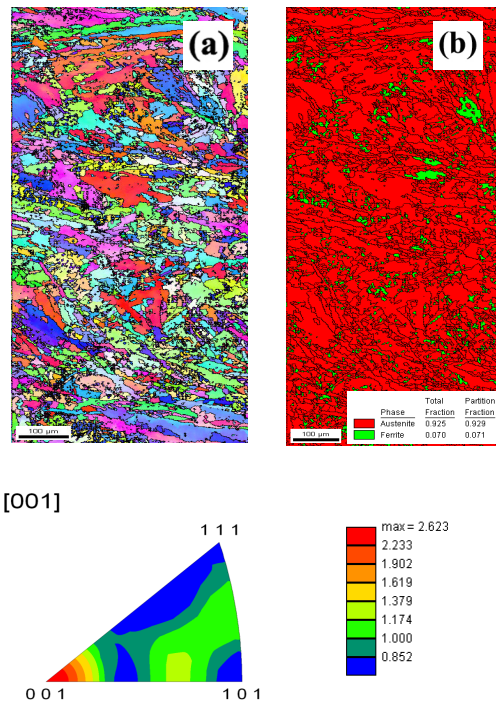 (a)
(b)
100 µm
100 µm
Total Partition
Phase Fraction Fraction
Austenite 0.925 0.929
Ferrite 0.070 0.071
[001]
1 1 1
0 0 1
1 0 1
max = 2.623
2.233
1.902
1.619
1.379
1.174
1.000
0.852